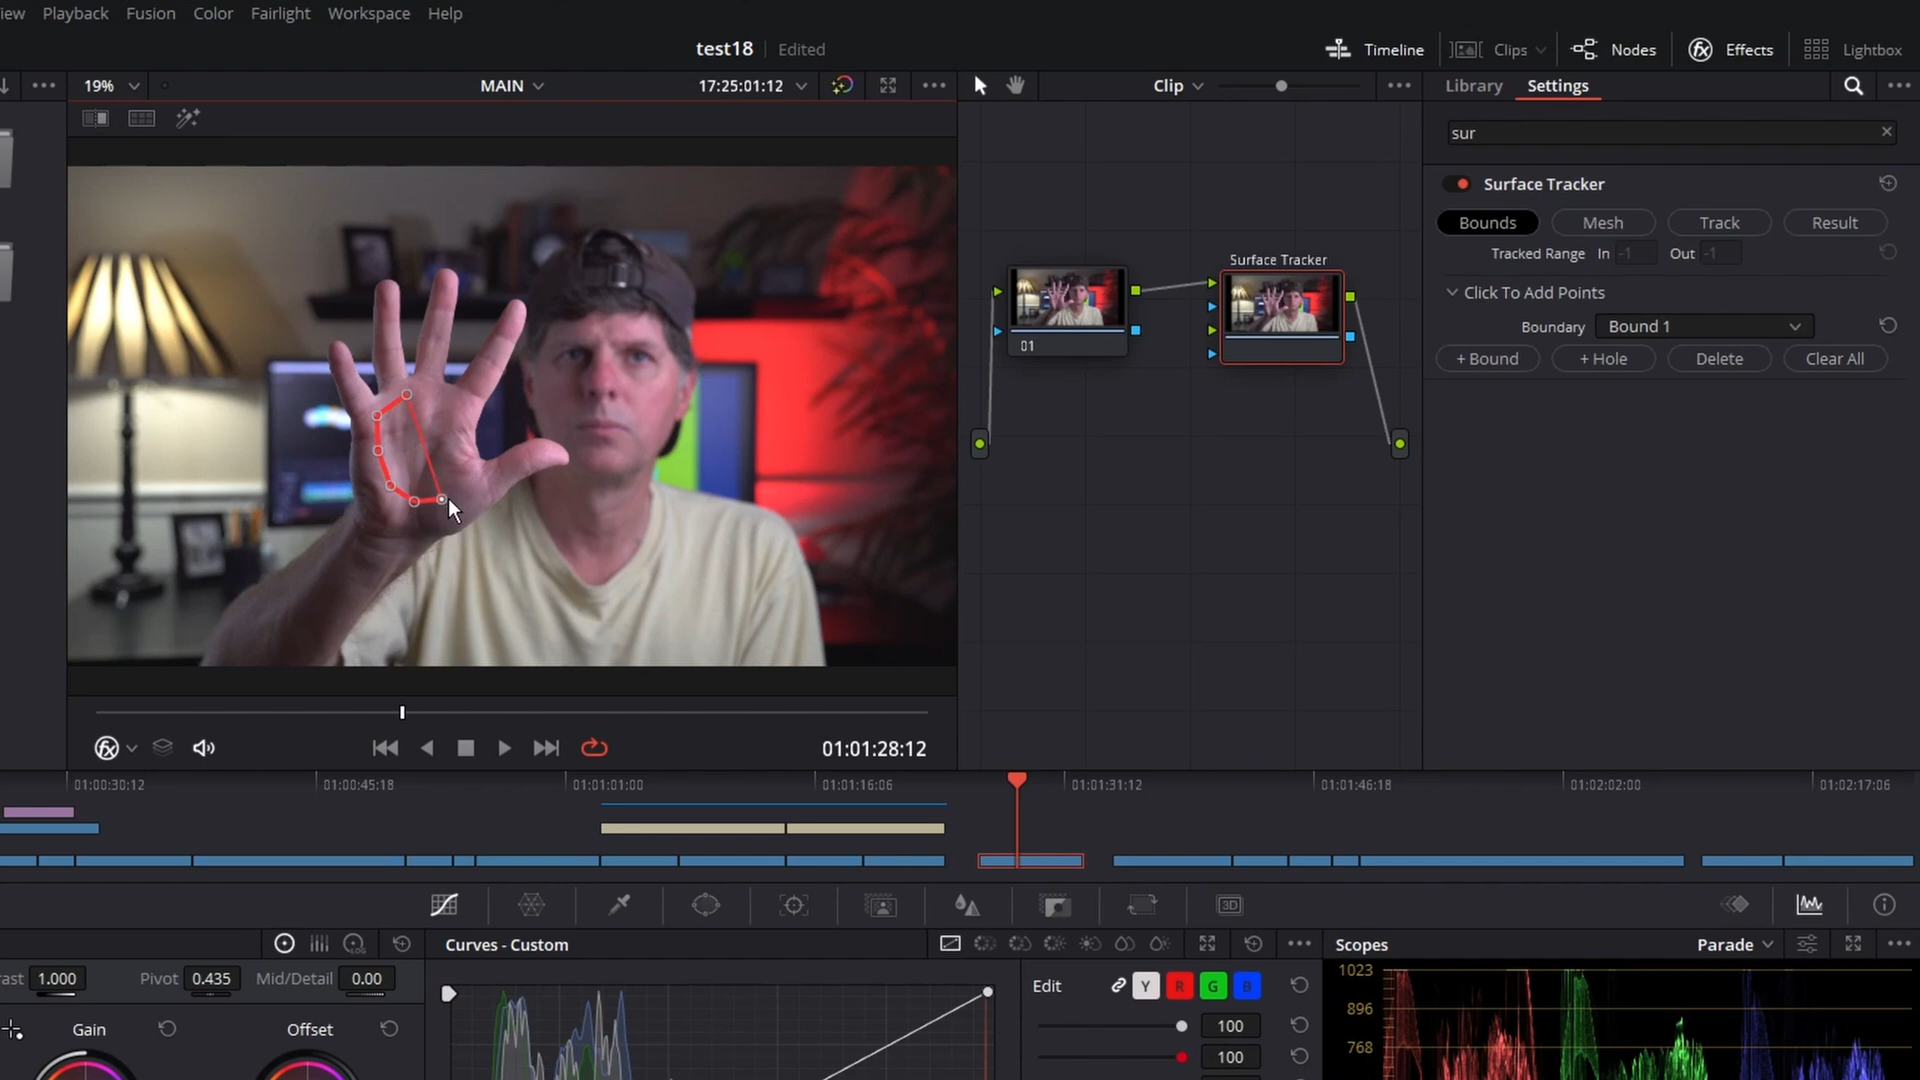 iew Playback Fusion Color Fairlight Workspace Help
test18 Edited
Timeline Clips Nodes Effects Lightbox
19% MAIN 17:25:01:12 Clip Library Settings
sur
Surface Tracker
Bounds Mesh Track Result
Tracked Range In -1 Out -1
Click To Add Points
Boundary Bound 1
+ Bound + Hole Delete Clear All
Surface Tracker
01
01:01:28:12
01:00:30:12 01:00:45:18 01:01:01:00 01:01:16:06 01:01:31:12 01:01:46:18 01:02:02:00 01:02:17:06
3D
LOG
Curves - Custom
Scopes Parade
rast 1.000 Pivot 0.435 Mid/Detail 0.00
Gain Offset
Edit Y R G B
100
100
1023
896
768